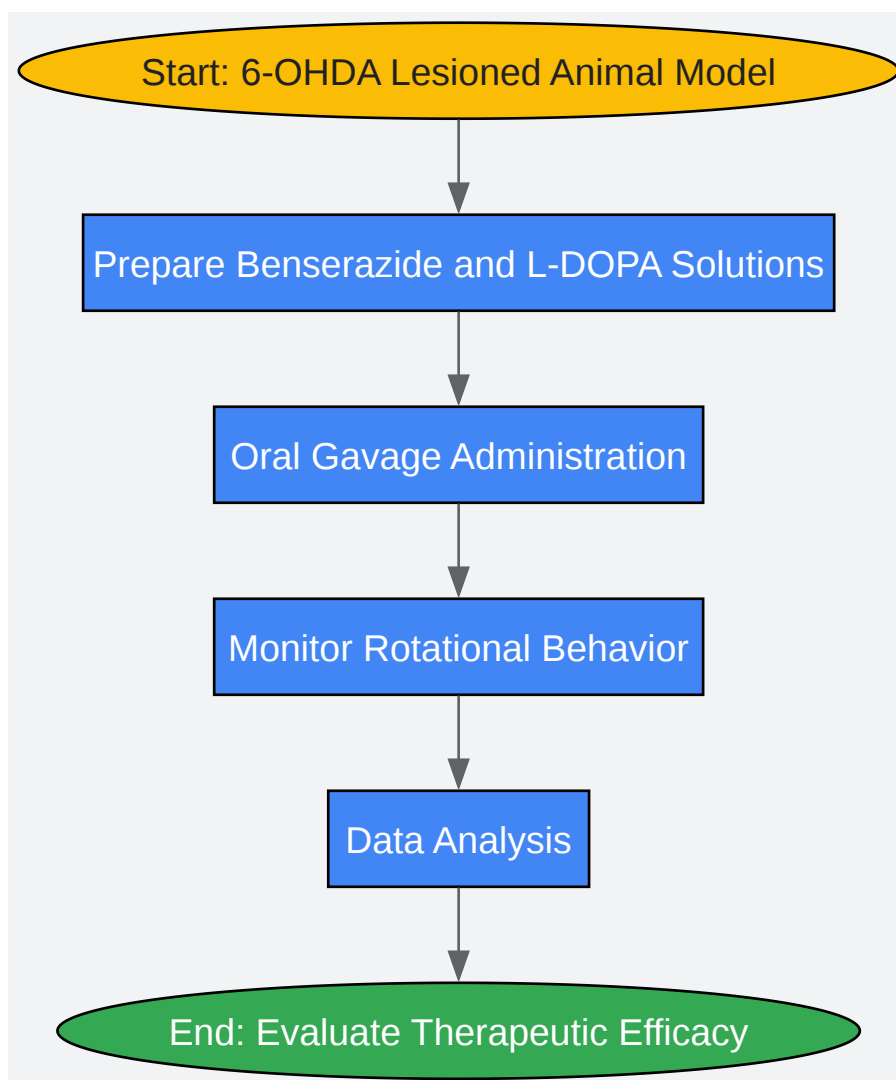 Start: 6-OHDA Lesioned Animal Model
Prepare Benserazide and L-DOPA Solutions
Oral Gavage Administration
Monitor Rotational Behavior
Data Analysis
End: Evaluate Therapeutic Efficacy